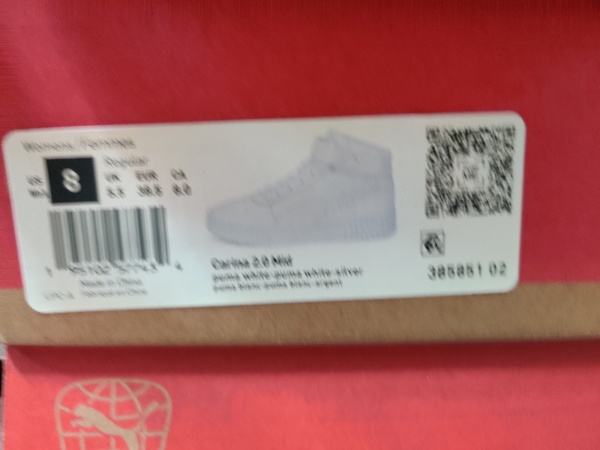 Womens / Femmes
Regular
US UK EUR CA
8 5.5 38.5 8.0
Made in China
Carina 2.0 Mid
puma white-puma white-silver
puma blanc-puma blanc-argent
385851 02